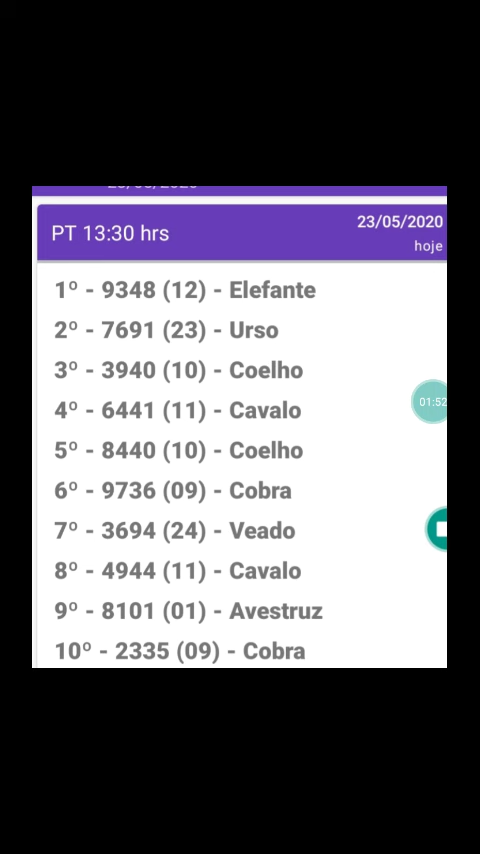 PT 13:30 hrs
23/05/2020
hoje
1º - 9348 (12) - Elefante
2º - 7691 (23) - Urso
3º - 3940 (10) - Coelho
4º - 6441 (11) - Cavalo
01:52
5º - 8440 (10) - Coelho
6º - 9736 (09) - Cobra
7º - 3694 (24) - Veado
8º - 4944 (11) - Cavalo
9º - 8101 (01) - Avestruz
10º - 2335 (09) - Cobra